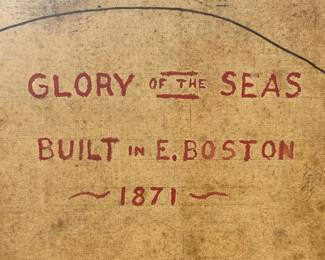 GLORY OF THE SEAS
BUILT IN E. BOSTON
~ 1871 ~